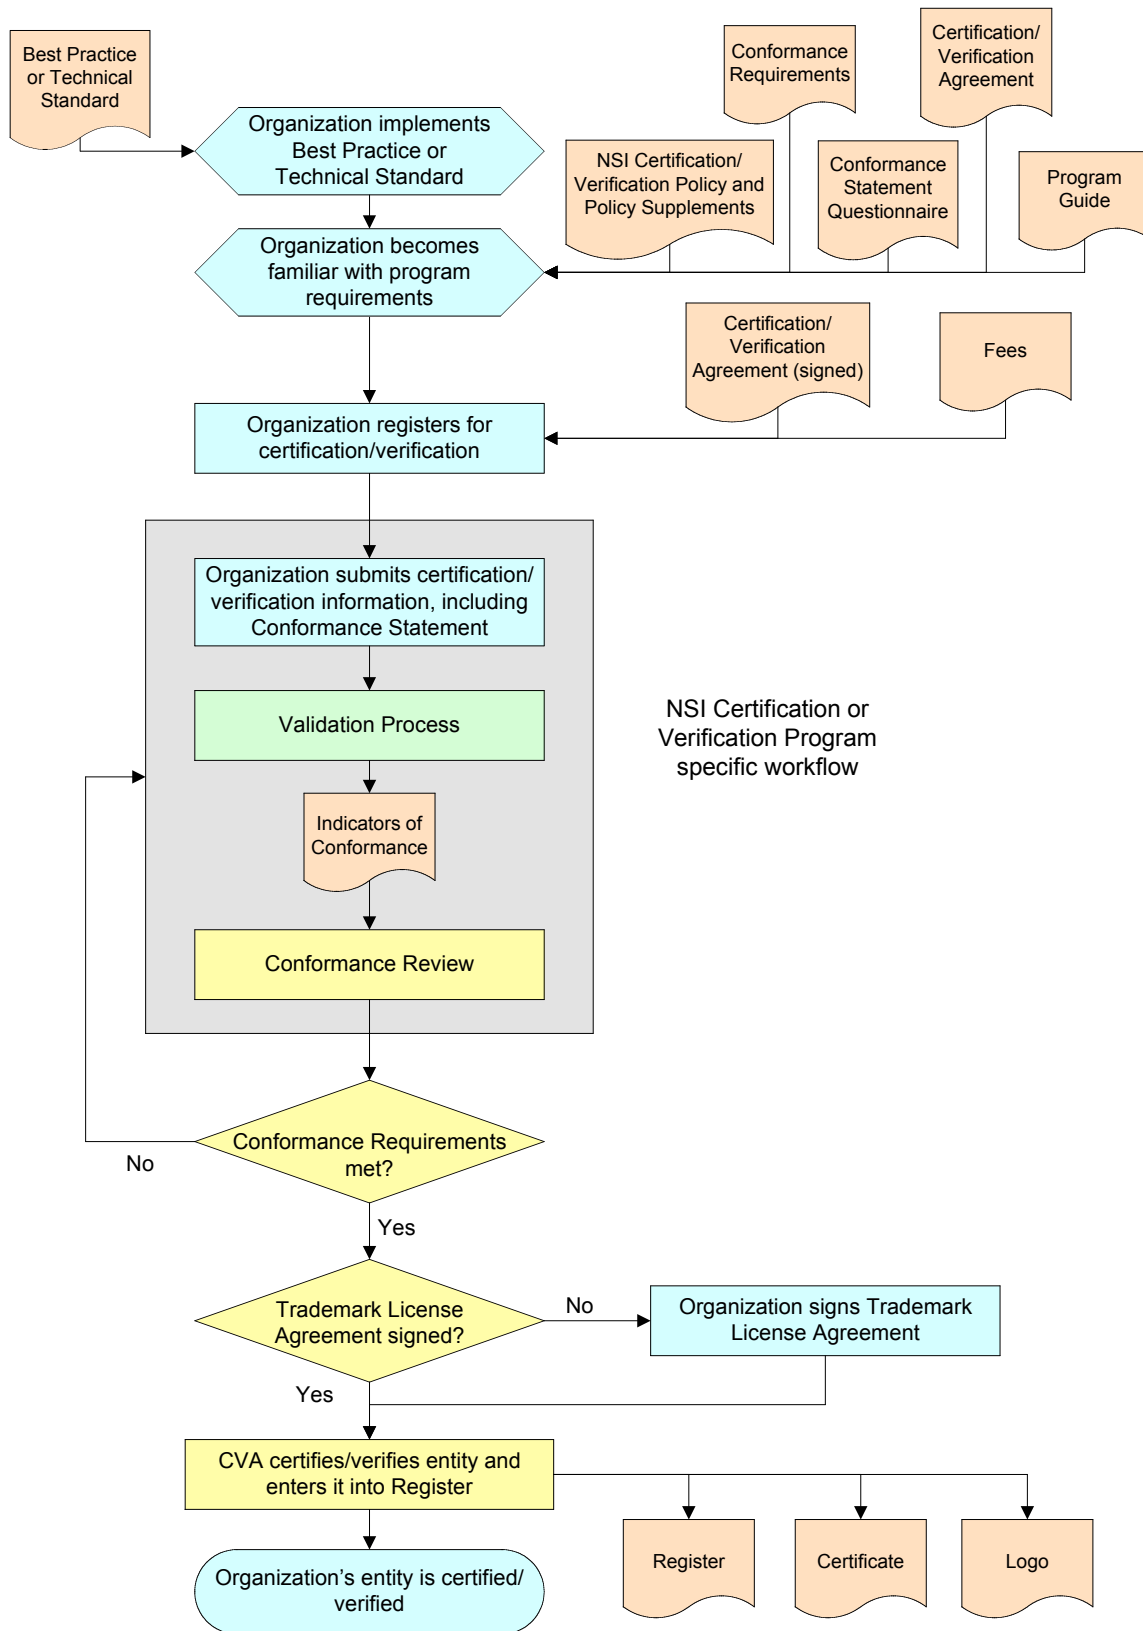 Best Practice
or Technical
Standard
Conformance
Requirements
Certification/
Verification
Agreement
Organization implements
Best Practice or
Technical Standard
NSI Certification/
Verification Policy and
Policy Supplements
Conformance
Statement
Questionnaire
Program
Guide
Organization becomes
familiar with program
requirements
Certification/
Verification
Agreement (signed)
Fees
Organization registers for
certification/verification
Organization submits certification/
verification information, including
Conformance Statement
Validation Process
NSI Certification or
Verification Program
specific workflow
Indicators of
Conformance
Conformance Review
Conformance Requirements
met?
No
Yes
Trademark License
Agreement signed?
No
Organization signs Trademark
License Agreement
Yes
CVA certifies/verifies entity and
enters it into Register
Register
Certificate
Logo
Organization’s entity is certified/
verified